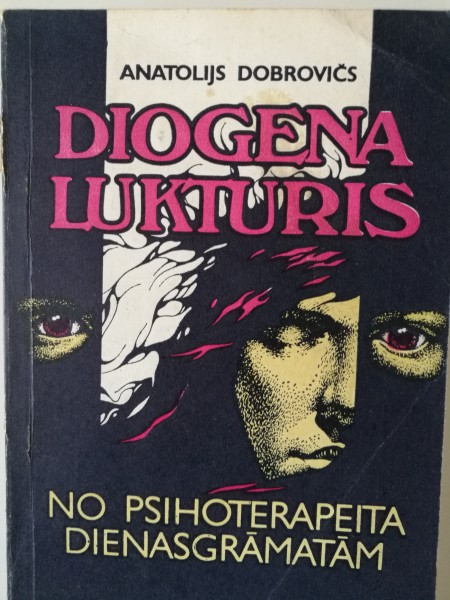 ANATOLIJS DOBROVIČS
DIOGENA
LUKTURIS
NO PSIHOTERAPEITA
DIENASGRĀMATĀM